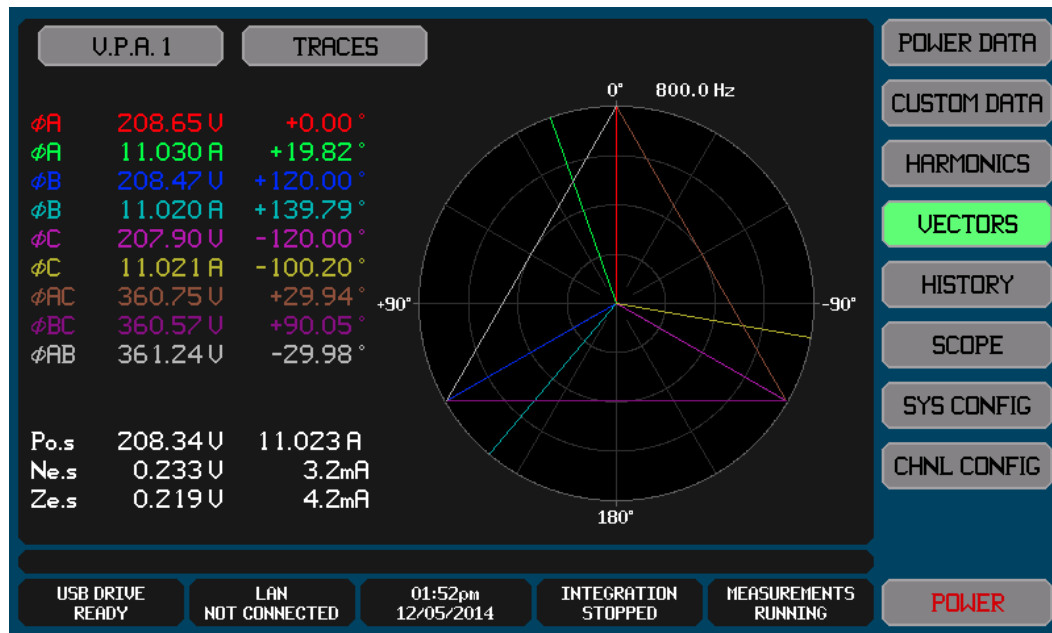 V.P.A. 1 TRACES
0° 800.0 Hz
ϕA 208.65 V +0.00 °
ϕA 11.030 A +19.82 °
ϕB 208.47 V +120.00 °
ϕB 11.020 A +139.79 °
ϕC 207.90 V -120.00 °
ϕC 11.021 A -100.20 °
ϕAC 360.75 V +29.94 °
ϕBC 360.57 V +90.05 °
ϕAB 361.24 V -29.98 °
+90° -90°
Po.s 208.34 V 11.023 A
Ne.s 0.233 V 3.2mA
Ze.s 0.219 V 4.2mA
180°
POWER DATA
CUSTOM DATA
HARMONICS
VECTORS
HISTORY
SCOPE
SYS CONFIG
CHNL CONFIG
USB DRIVE
READY
LAN
NOT CONNECTED
01:52pm
12/05/2014
INTEGRATION
STOPPED
MEASUREMENTS
RUNNING
POWER